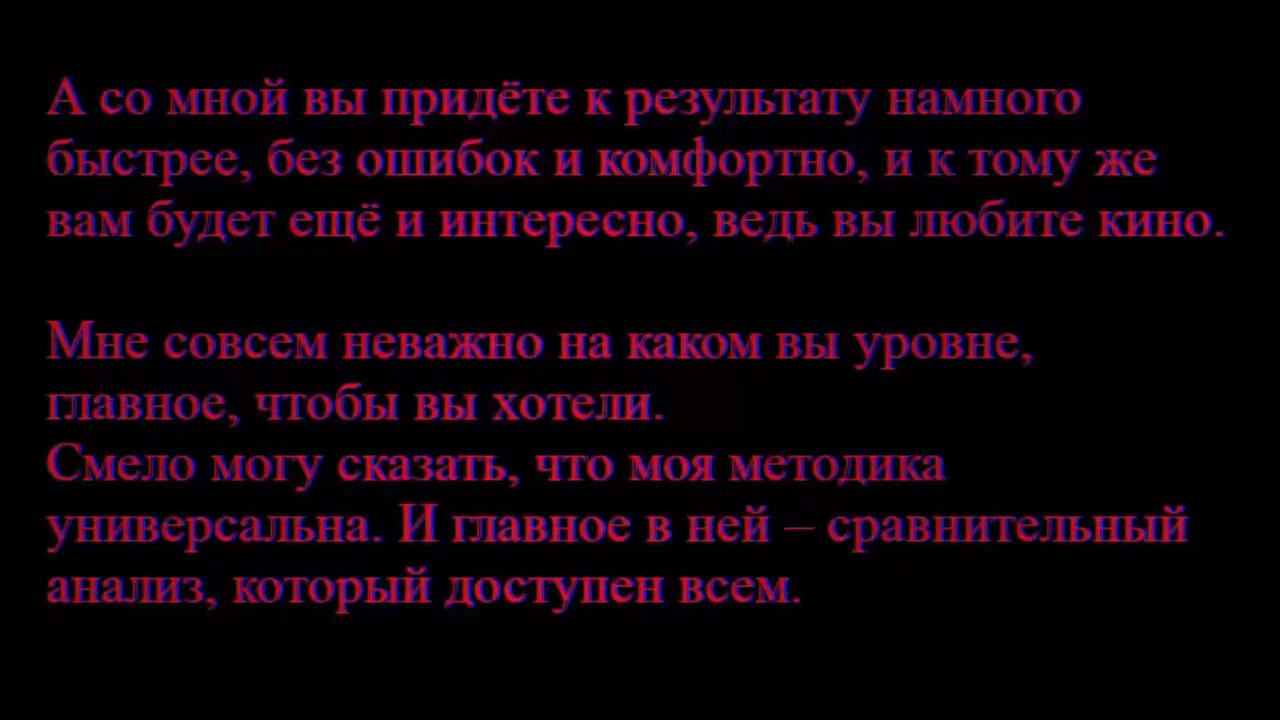 А со мной вы придёте к результату намного
быстрее, без ошибок и комфортно, и к тому же
вам будет ещё и интересно, ведь вы любите кино.
Мне совсем неважно на каком вы уровне,
главное, чтобы вы хотели.
Смело могу сказать, что моя методика
универсальна. И главное в ней – сравнительный
анализ, который доступен всем.